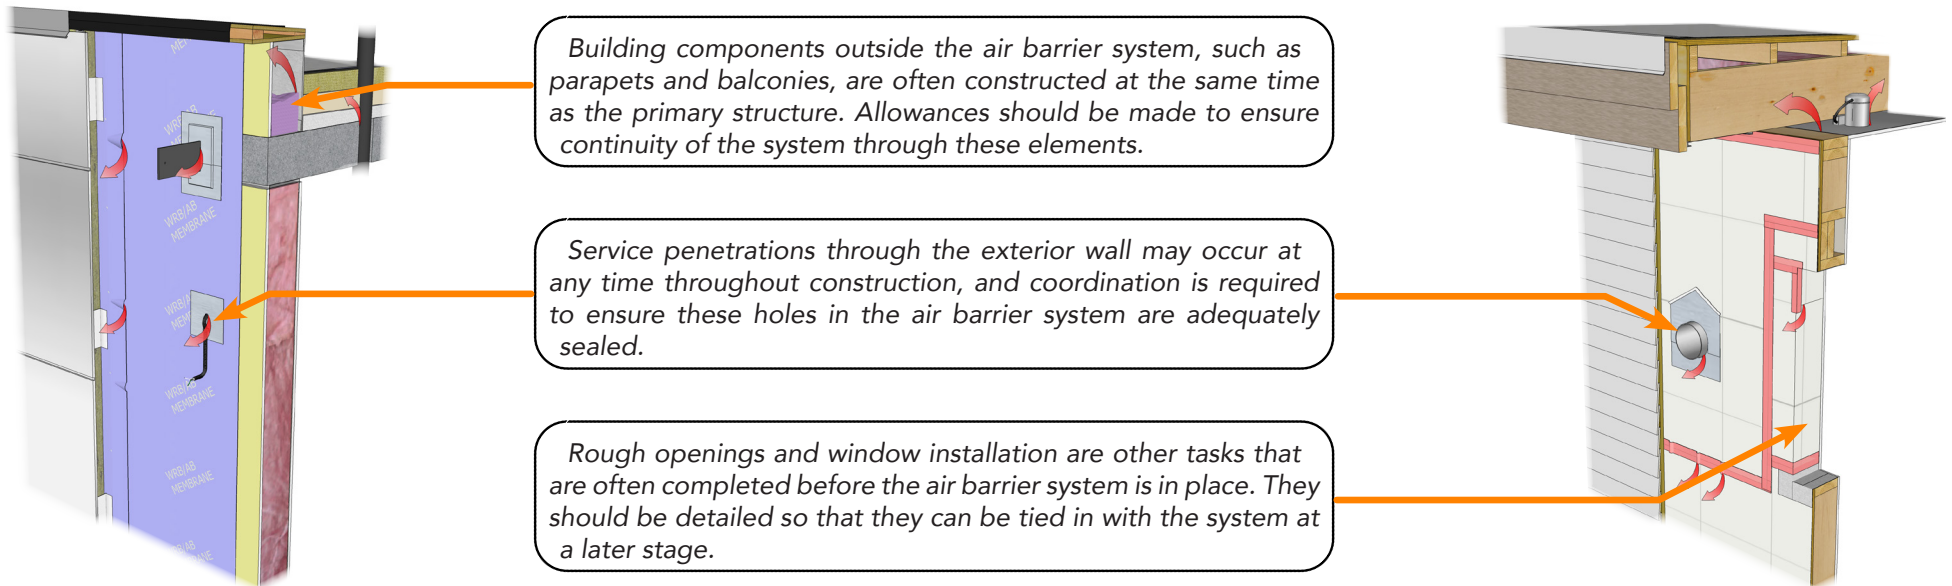 Building components outside the air barrier system, such as
parapets and balconies, are often constructed at the same time
as the primary structure. Allowances should be made to ensure
continuity of the system through these elements.
Service penetrations through the exterior wall may occur at
any time throughout construction, and coordination is required
to ensure these holes in the air barrier system are adequately
sealed.
Rough openings and window installation are other tasks that
are often completed before the air barrier system is in place. They
should be detailed so that they can be tied in with the system at
a later stage.
WRB/AB
MEMBRANE
WRB/AB
MEMBRANE
WRB/AB
MEMBRANE